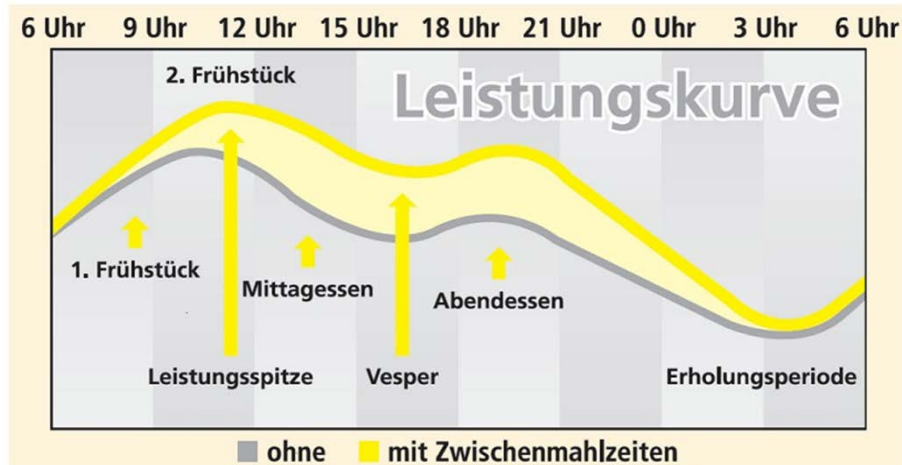 6 Uhr 9 Uhr 12 Uhr 15 Uhr 18 Uhr 21 Uhr 0 Uhr 3 Uhr 6 Uhr
2. Frühstück
Leistungskurve
1. Frühstück
Mittagessen
Abendessen
Leistungsspitze
Vesper
Erholungsperiode
ohne
mit Zwischenmahlzeiten